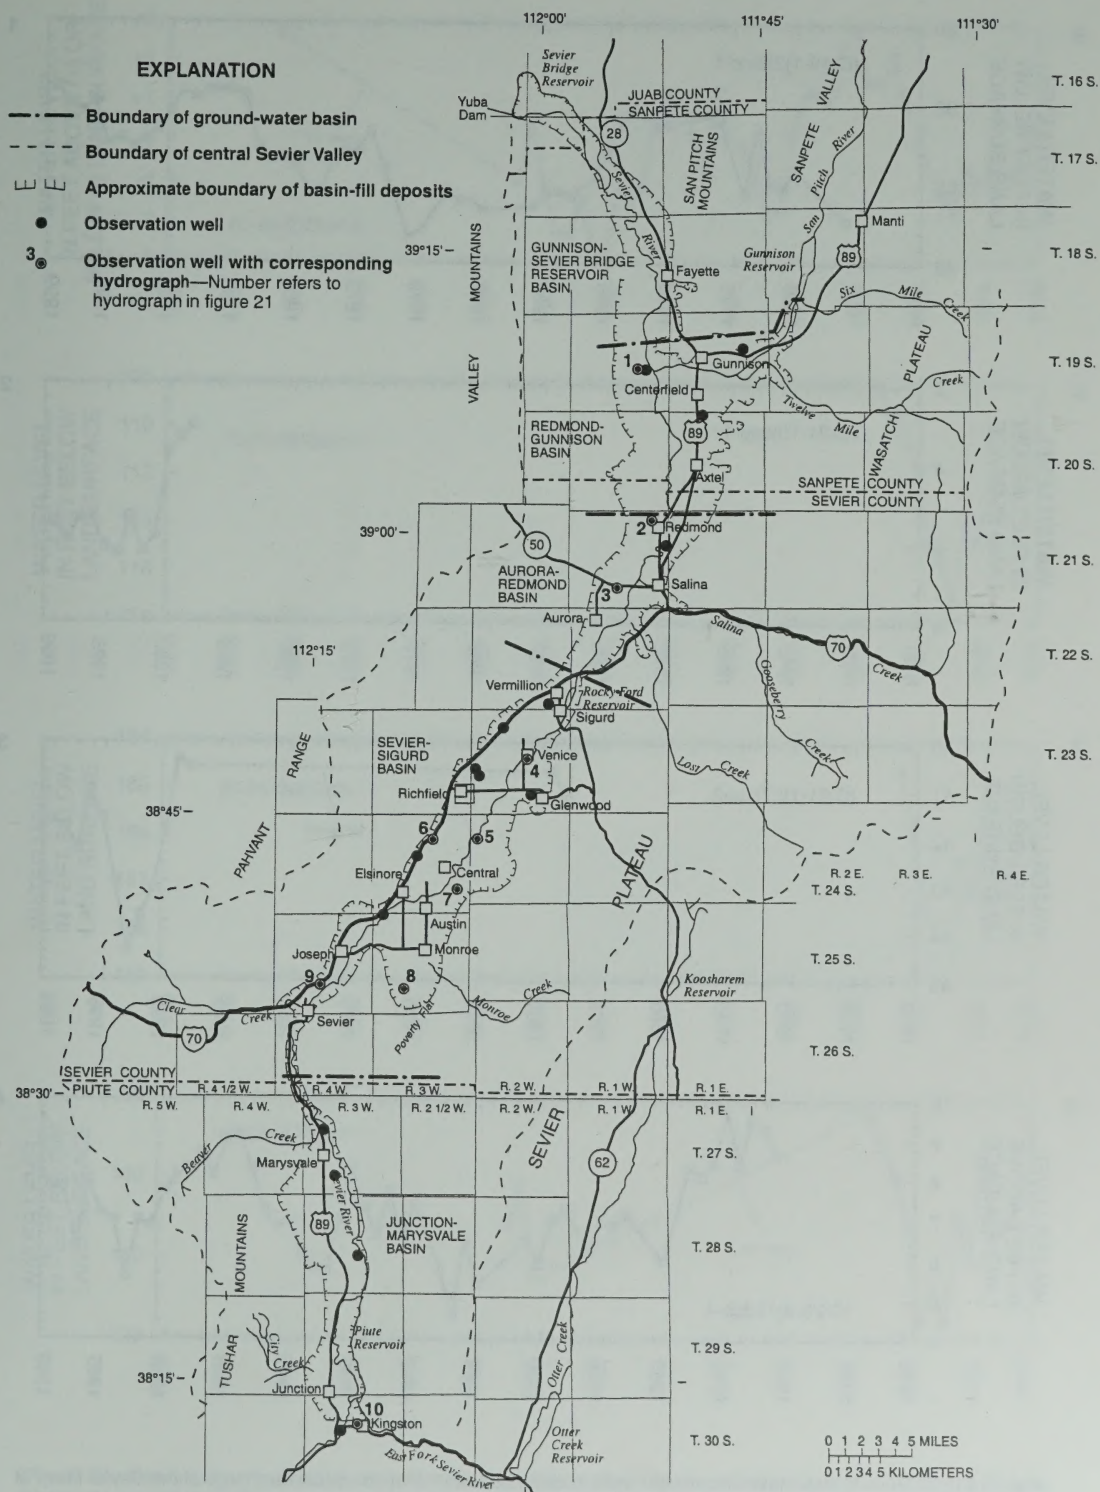 112°00'
111°45'
111°30'
EXPLANATION
Boundary of ground-water basin
Boundary of central Sevier Valley
Approximate boundary of basin-fill deposits
Observation well
3
Observation well with corresponding
hydrograph—Number refers to
hydrograph in figure 21
Sevier
Bridge
Reservoir
Yuba
Dam
JUAB COUNTY
SANPETE COUNTY
28
Sevier
River
SAN PITCH
MOUNTAINS
SANPETE
VALLEY
San
Pitch
River
T. 16 S.
T. 17 S.
Manti
39°15'
VALLEY
MOUNTAINS
GUNNISON-
SEVIER BRIDGE
RESERVOIR
BASIN
Gunnison
Reservoir
89
T. 18 S.
Fayette
Six
Mile
Creek
1
Gunnison
T. 19 S.
Centerfield
Twelve
Mile
Creek
WASATCH
PLATEAU
REDMOND-
GUNNISON
BASIN
89
Axtel
T. 20 S.
SANPETE COUNTY
SEVIER COUNTY
39°00'
2
Redmond
50
AURORA-
REDMOND
BASIN
3
Salina
T. 21 S.
Aurora
Salina
Creek
70
T. 22 S.
112°15'
Vermillion
Rocky Ford
Reservoir
Sigurd
Gooseberry
Creek
PAHVANT
RANGE
SEVIER-
SIGURD
BASIN
Venice
4
Lost
Creek
T. 23 S.
Richfield
Glenwood
38°45'
6
5
Elsinore
Central
7
SEVIER
PLATEAU
R. 2 E.
R. 3 E.
R. 4 E.
T. 24 S.
Austin
Joseph
Monroe
T. 25 S.
9
8
Poverty Flat
Monroe
Creek
Koosharem
Reservoir
Clear
Creek
70
Sevier
T. 26 S.
SEVIER COUNTY
PIUTE COUNTY
38°30'
R. 4 1/2 W.
R. 4 W.
R. 3 W.
R. 2 W.
R. 1 W.
R. 1 E.
R. 5 W.
R. 4 W.
R. 3 W.
R. 2 1/2 W.
R. 2 W.
R. 1 W.
R. 1 E.
Beaver
Creek
Marysvale
62
T. 27 S.
89
Sevier River
JUNCTION-
MARYSVALE
BASIN
T. 28 S.
TUSHAR
MOUNTAINS
City
Creek
Piute
Reservoir
Otter Creek
T. 29 S.
38°15'
Junction
10
Kingston
East Fork Sevier River
Otter
Creek
Reservoir
T. 30 S.
0 1 2 3 4 5 MILES
0 1 2 3 4 5 KILOMETERS